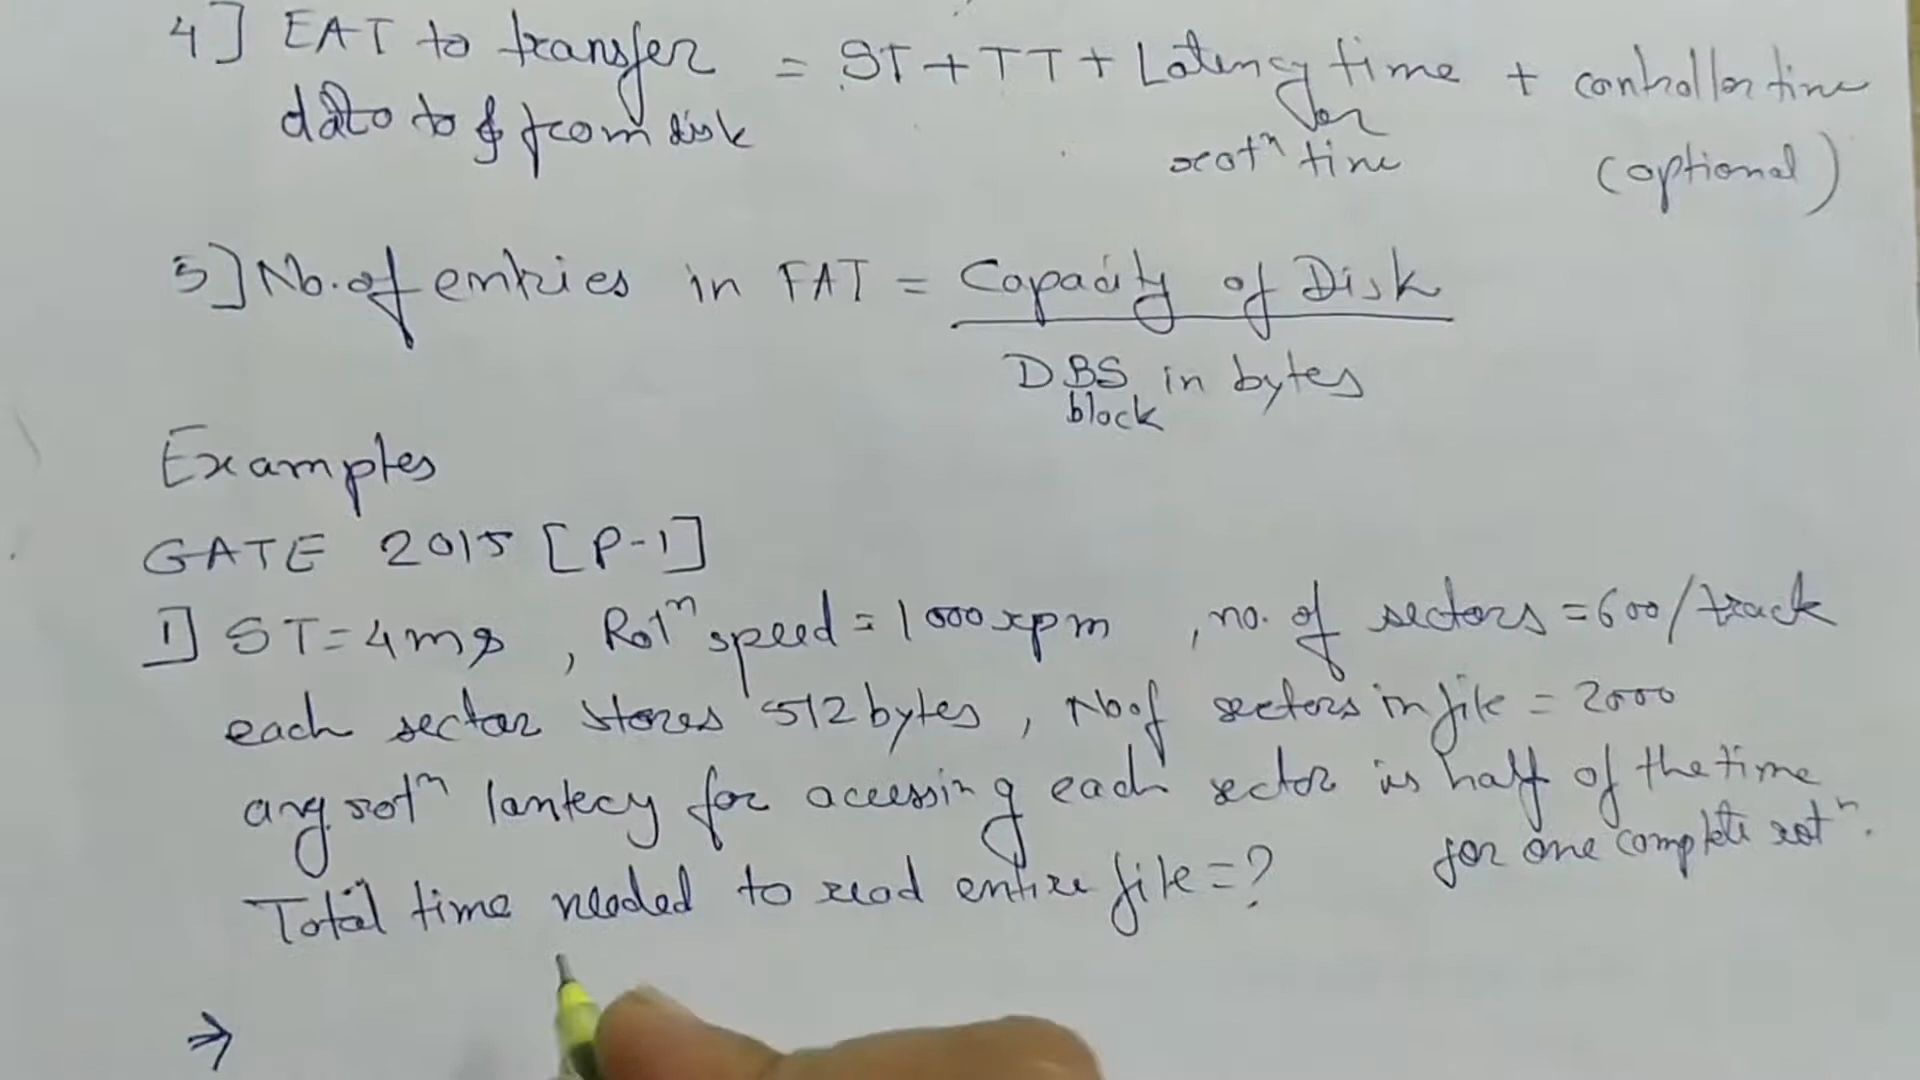 4] EAT to transfer = ST + TT + Latency time + controller time
data to & from disk or rotⁿ time (optional)
5] No. of entries in FAT = Capacity of Disk
DBS in bytes
block
Examples
GATE 2015 [P-1]
1] ST = 4ms, Rotⁿ speed = 1000 rpm, no. of sectors = 600/track
each sector stores 512 bytes, No of sectors in file = 2000
avg rotⁿ lantecy for acessing each sector is half of the time
for one complete rotⁿ.
Total time needed to read entire file = ?
⇒